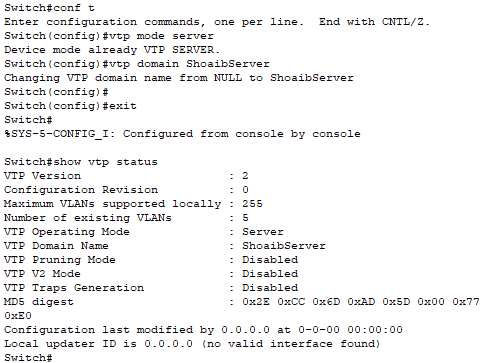 Switch#conf t
Enter configuration commands, one per line.  End with CNTL/Z.
Switch(config)#vtp mode server
Device mode already VTP SERVER.
Switch(config)#vtp domain ShoaibServer
Changing VTP domain name from NULL to ShoaibServer
Switch(config)#
Switch(config)#exit
Switch#
%SYS-5-CONFIG_I: Configured from console by console

Switch#show vtp status
VTP Version                     : 2
Configuration Revision          : 0
Maximum VLANs supported locally : 255
Number of existing VLANs        : 5
VTP Operating Mode              : Server
VTP Domain Name                 : ShoaibServer
VTP Pruning Mode                : Disabled
VTP V2 Mode                     : Disabled
VTP Traps Generation            : Disabled
MD5 digest                      : 0x2E 0xCC 0x6D 0xAD 0x5D 0x00 0x77
0xE0
Configuration last modified by 0.0.0.0 at 0-0-00 00:00:00
Local updater ID is 0.0.0.0 (no valid interface found)
Switch#